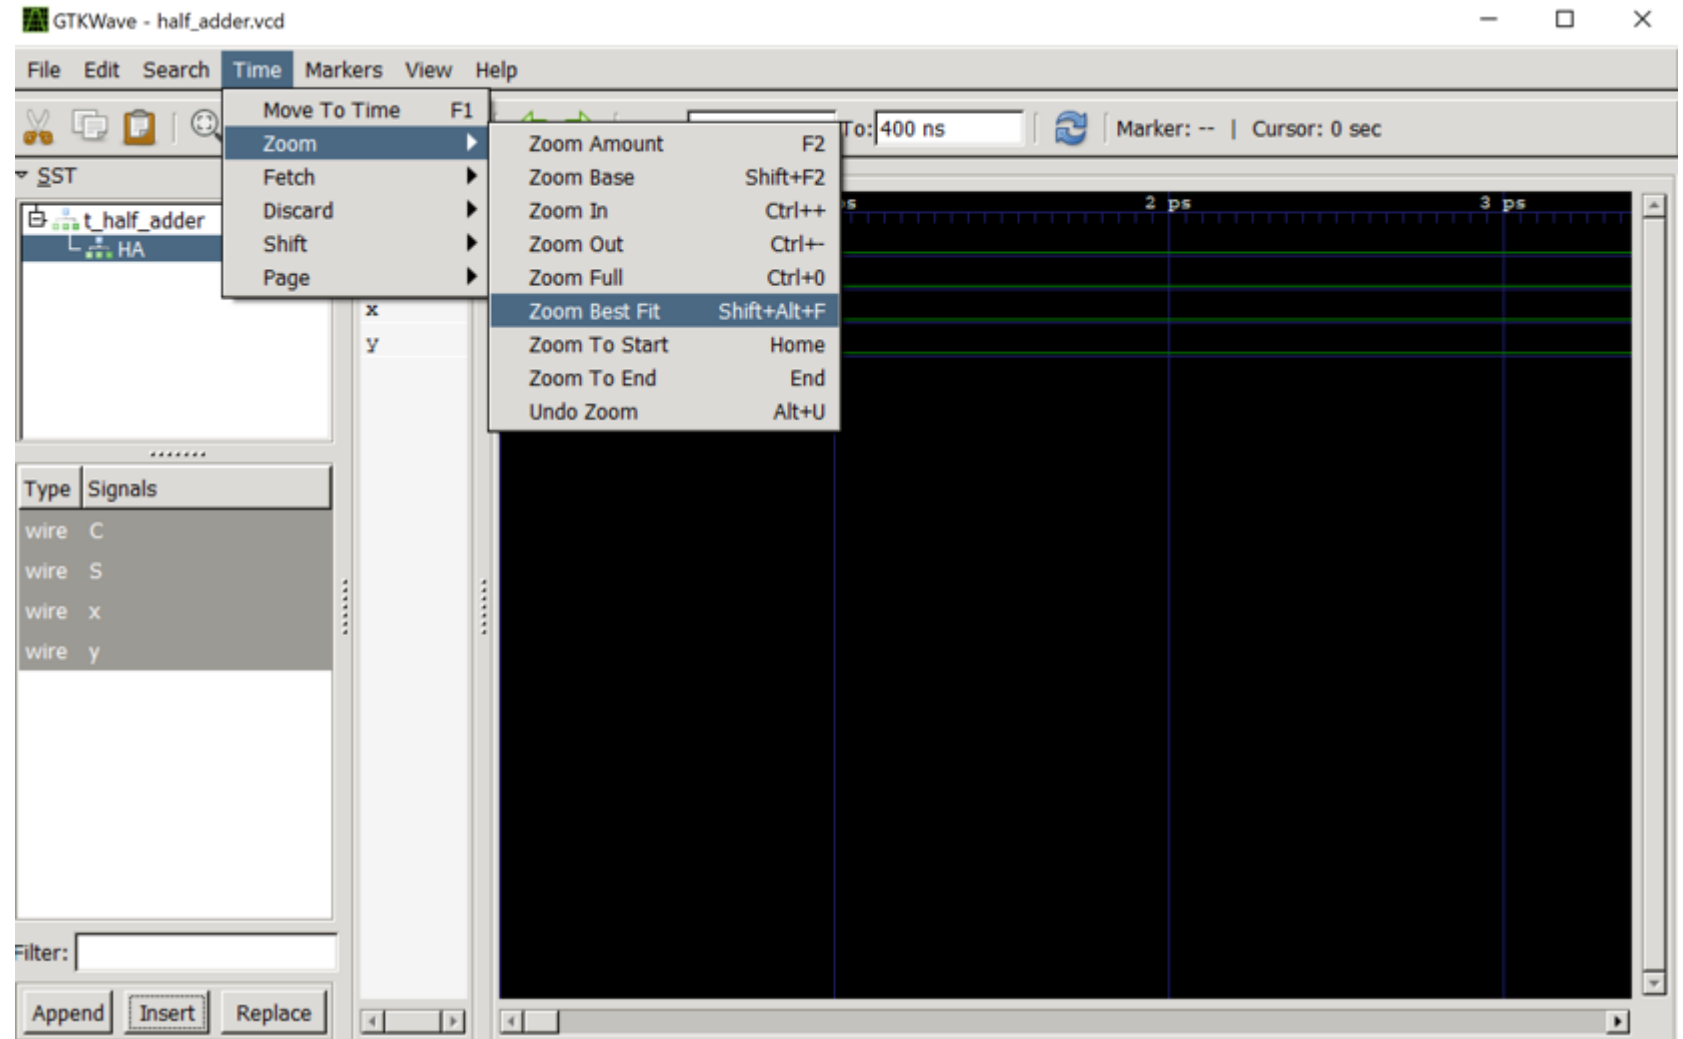 GTKWave - half_adder.vcd
File Edit Search Time Markers View Help
Move To Time F1
Zoom
Fetch
Discard
Shift
Page
Zoom Amount F2
Zoom Base Shift+F2
Zoom In Ctrl++
Zoom Out Ctrl+-
Zoom Full Ctrl+0
Zoom Best Fit Shift+Alt+F
Zoom To Start Home
Zoom To End End
Undo Zoom Alt+U
To: 400 ns
Marker: -- | Cursor: 0 sec
SST
t_half_adder
HA
x
y
2 ps
3 ps
Type Signals
wire C
wire S
wire x
wire y
Filter:
Append Insert Replace